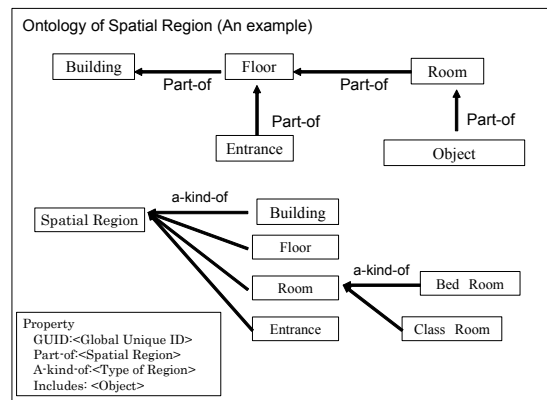 Ontology of Spatial Region (An example)
Building
Floor
Room
Part-of
Part-of
Part-of
Part-of
Entrance
Object
a-kind-of
Building
Spatial Region
Floor
a-kind-of
Room
Bed Room
Entrance
Class Room
Property
GUID:<Global Unique ID>
Part-of:<Spatial Region>
A-kind-of:<Type of Region>
Includes: <Object>